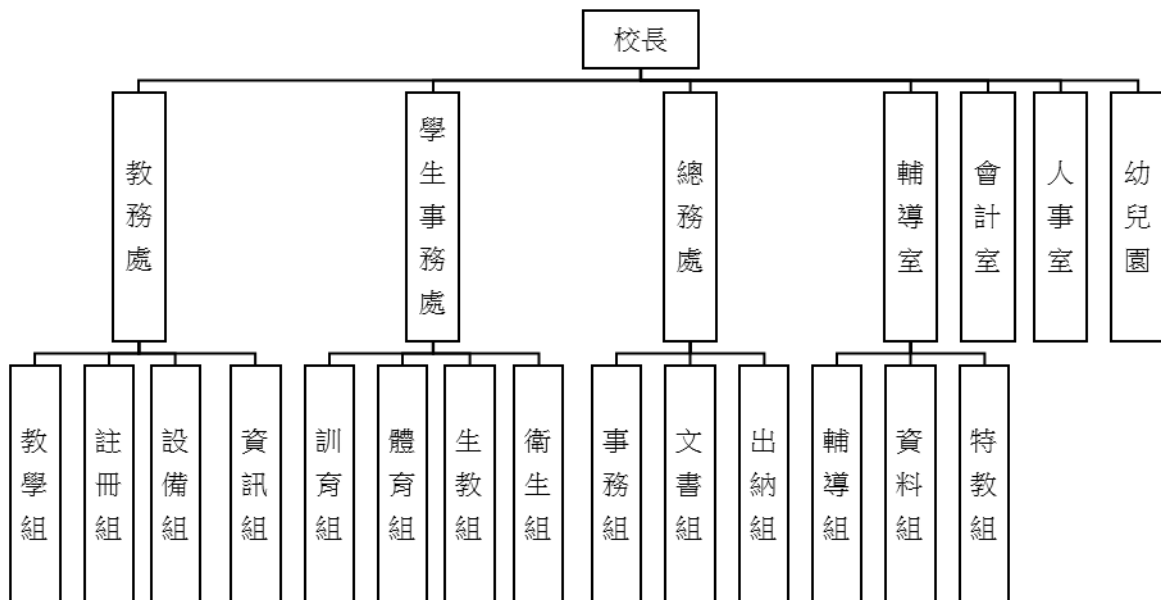 校長
教務處
學生事務處
總務處
輔導室
會計室
人事室
幼兒園
教學組
註冊組
設備組
資訊組
訓育組
體育組
生教組
衛生組
事務組
文書組
出納組
輔導組
資料組
特教組